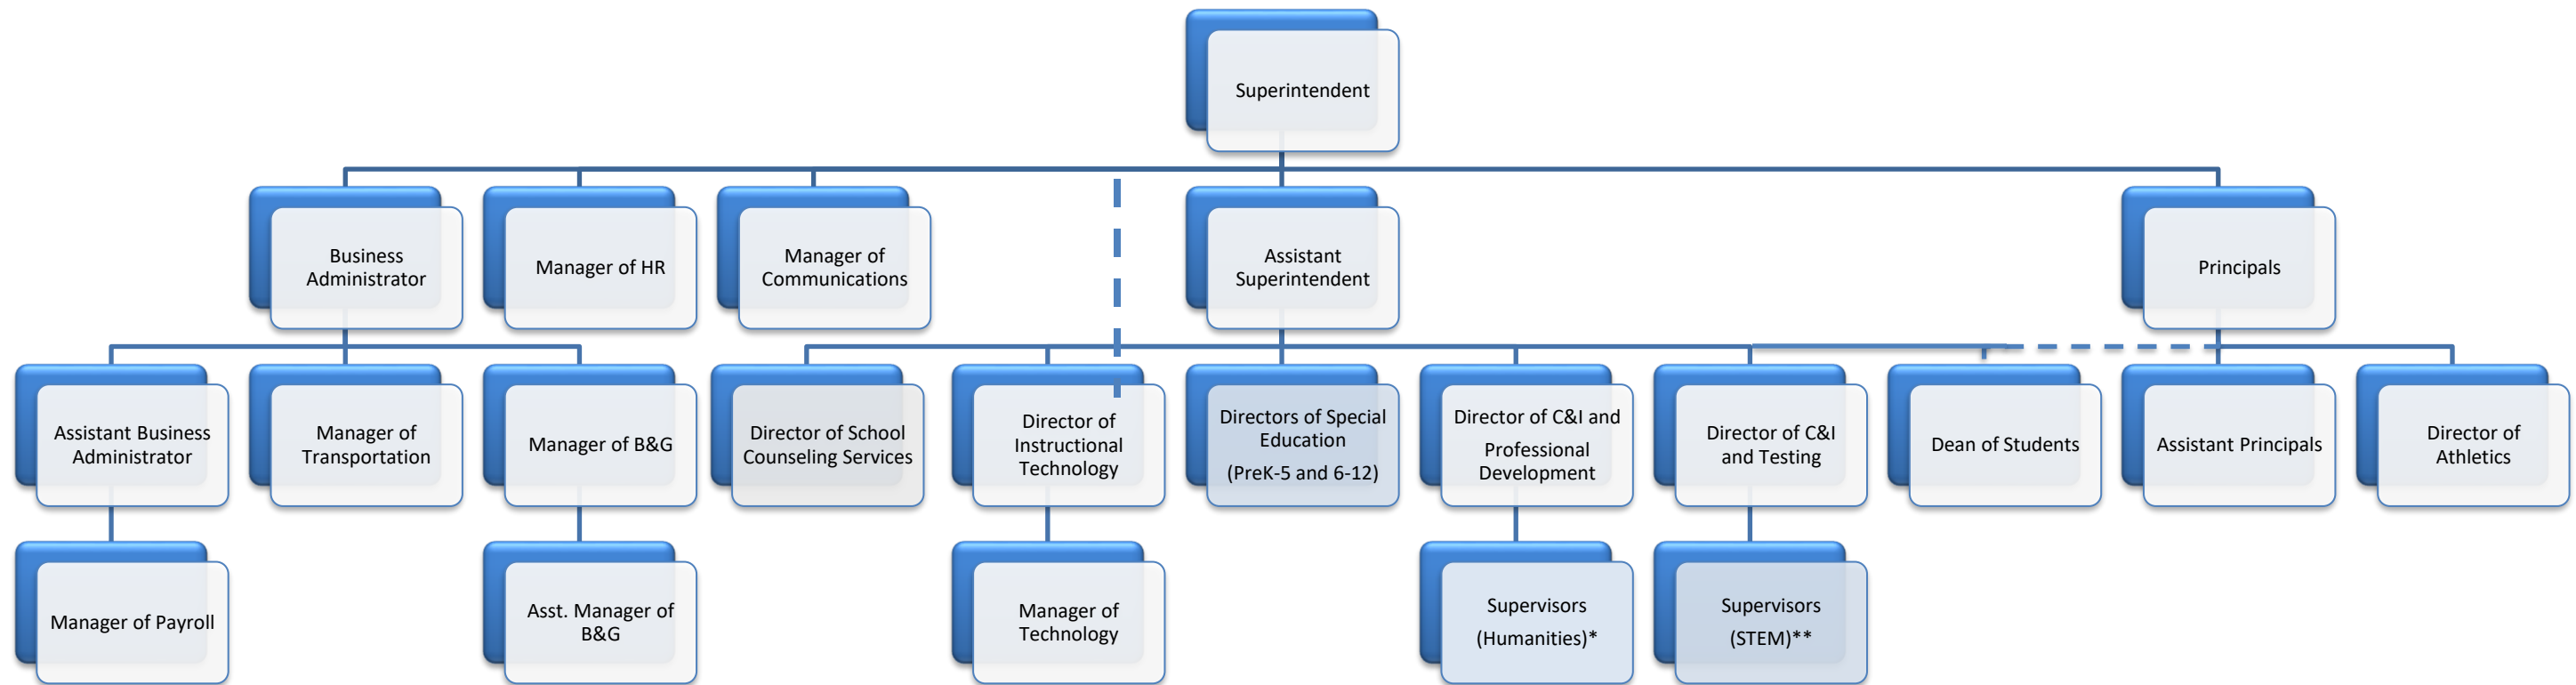 Superintendent
Business
Administrator
Manager of HR
Manager of
Communications
Assistant
Superintendent
Principals
Assistant Business
Administrator
Manager of
Transportation
Manager of B&G
Director of School
Counseling Services
Director of
Instructional
Technology
Directors of Special
Education
(PreK-5 and 6-12)
Director of C&I and
Professional
Development
Director of C&I
and Testing
Dean of Students
Assistant Principals
Director of
Athletics
Manager of Payroll
Asst. Manager of
B&G
Manager of
Technology
Supervisors
(Humanities)*
Supervisors
(STEM)**